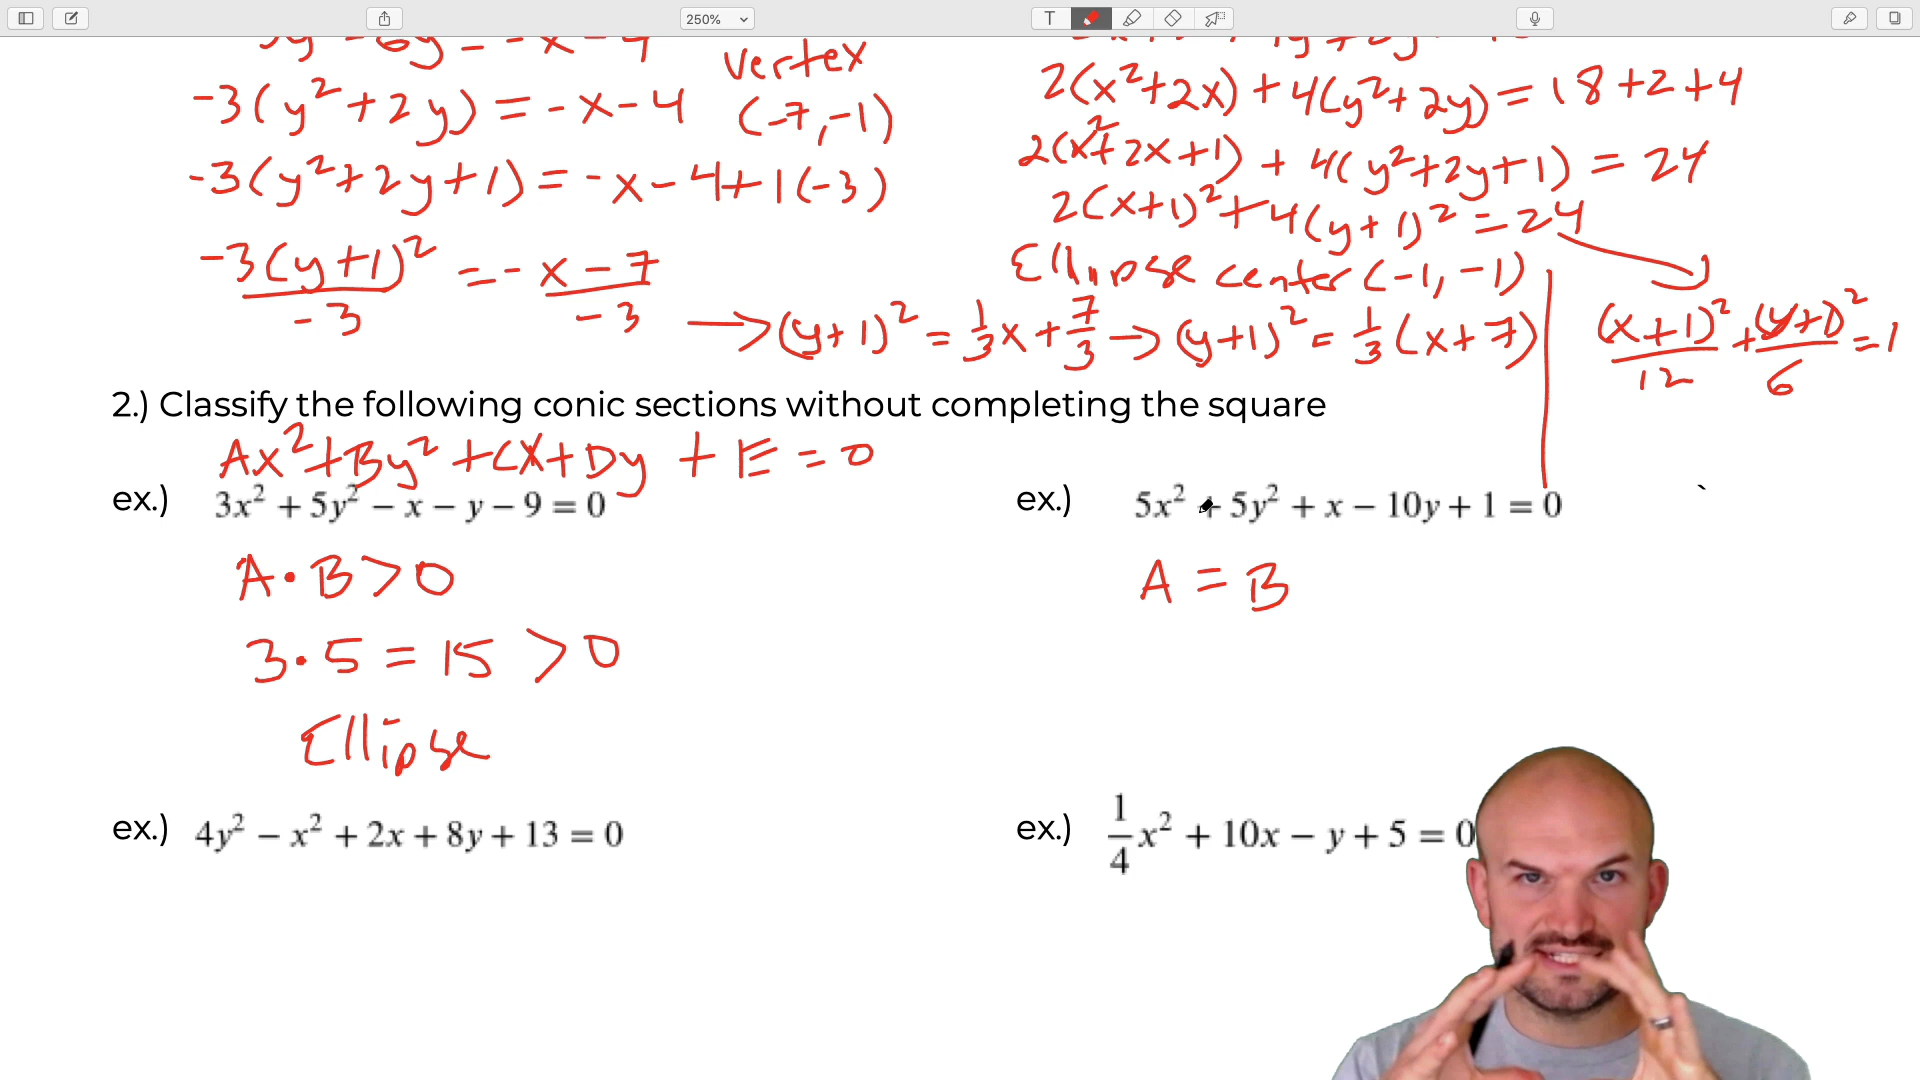 250%
T
vertex
-3(y²+2y) = -x-4
(-7,-1)
-3(y²+2y+1) = -x-4+1(-3)
-3(y+1)² = -x-7
-3 -3
→(y+1)² = 1/3x+7/3→(y+1)² = 1/3(x+7)
2(x²+2x)+4(y²+2y)=18+2+4
2(x²+2x+1) + 4(y²+2y+1) = 24
2(x+1)²+4(y+1)²=24
Ellipse center (-1,-1)
(x+1)²/12+(y+1)²/6=1
2.) Classify the following conic sections without completing the square
Ax²+By²+Cx+Dy+E=0
ex.) 3x² + 5y² − x − y − 9 = 0
A·B>0
3·5 = 15 >0
Ellipse
ex.) 5x² + 5y² + x − 10y + 1 = 0
A = B
ex.) 4y² − x² + 2x + 8y + 13 = 0
ex.) 1/4x² + 10x − y + 5 = 0